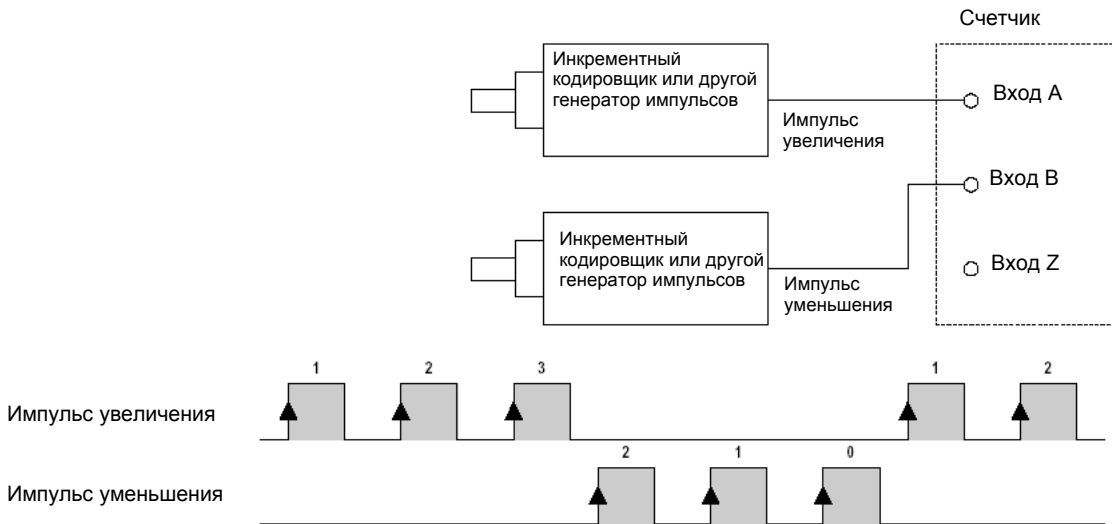 Счетчик
Инкрементный
кодировщик или другой
генератор импульсов
Вход A
Импульс
увеличения
Вход B
Инкрементный
кодировщик или другой
генератор импульсов
Вход Z
Импульс
уменьшения
1 2 3 1 2
Импульс увеличения
2 1 0
Импульс уменьшения